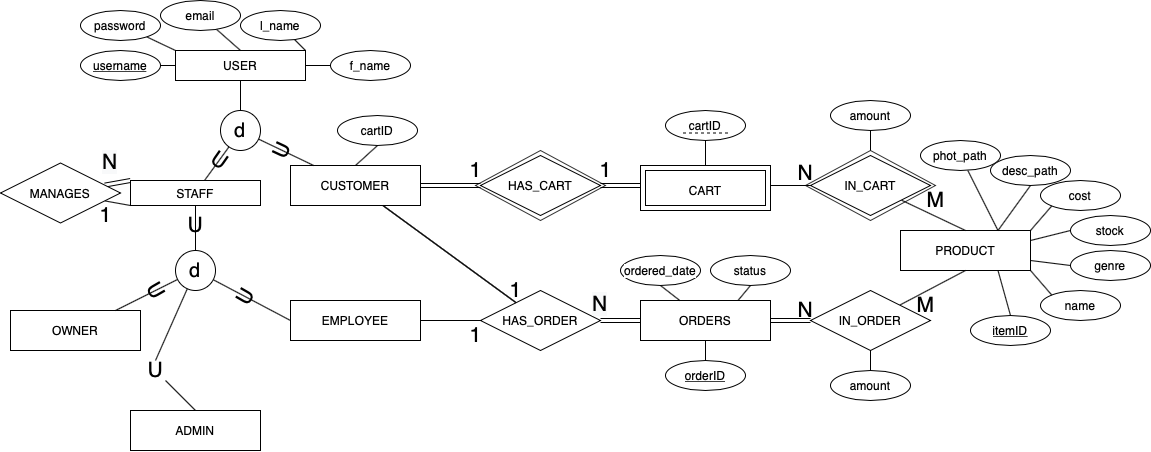 email
password
l_name
username
USER
f_name
d
U
U
cartID
cartID
amount
N
MANAGES
1
STAFF
CUSTOMER
1
HAS_CART
1
CART
N
IN_CART
M
phot_path
desc_path
cost
stock
PRODUCT
genre
name
itemID
U
d
U
U
U
OWNER
EMPLOYEE
ADMIN
1
1
HAS_ORDER
N
ordered_date
status
ORDERS
orderID
N
IN_ORDER
M
amount